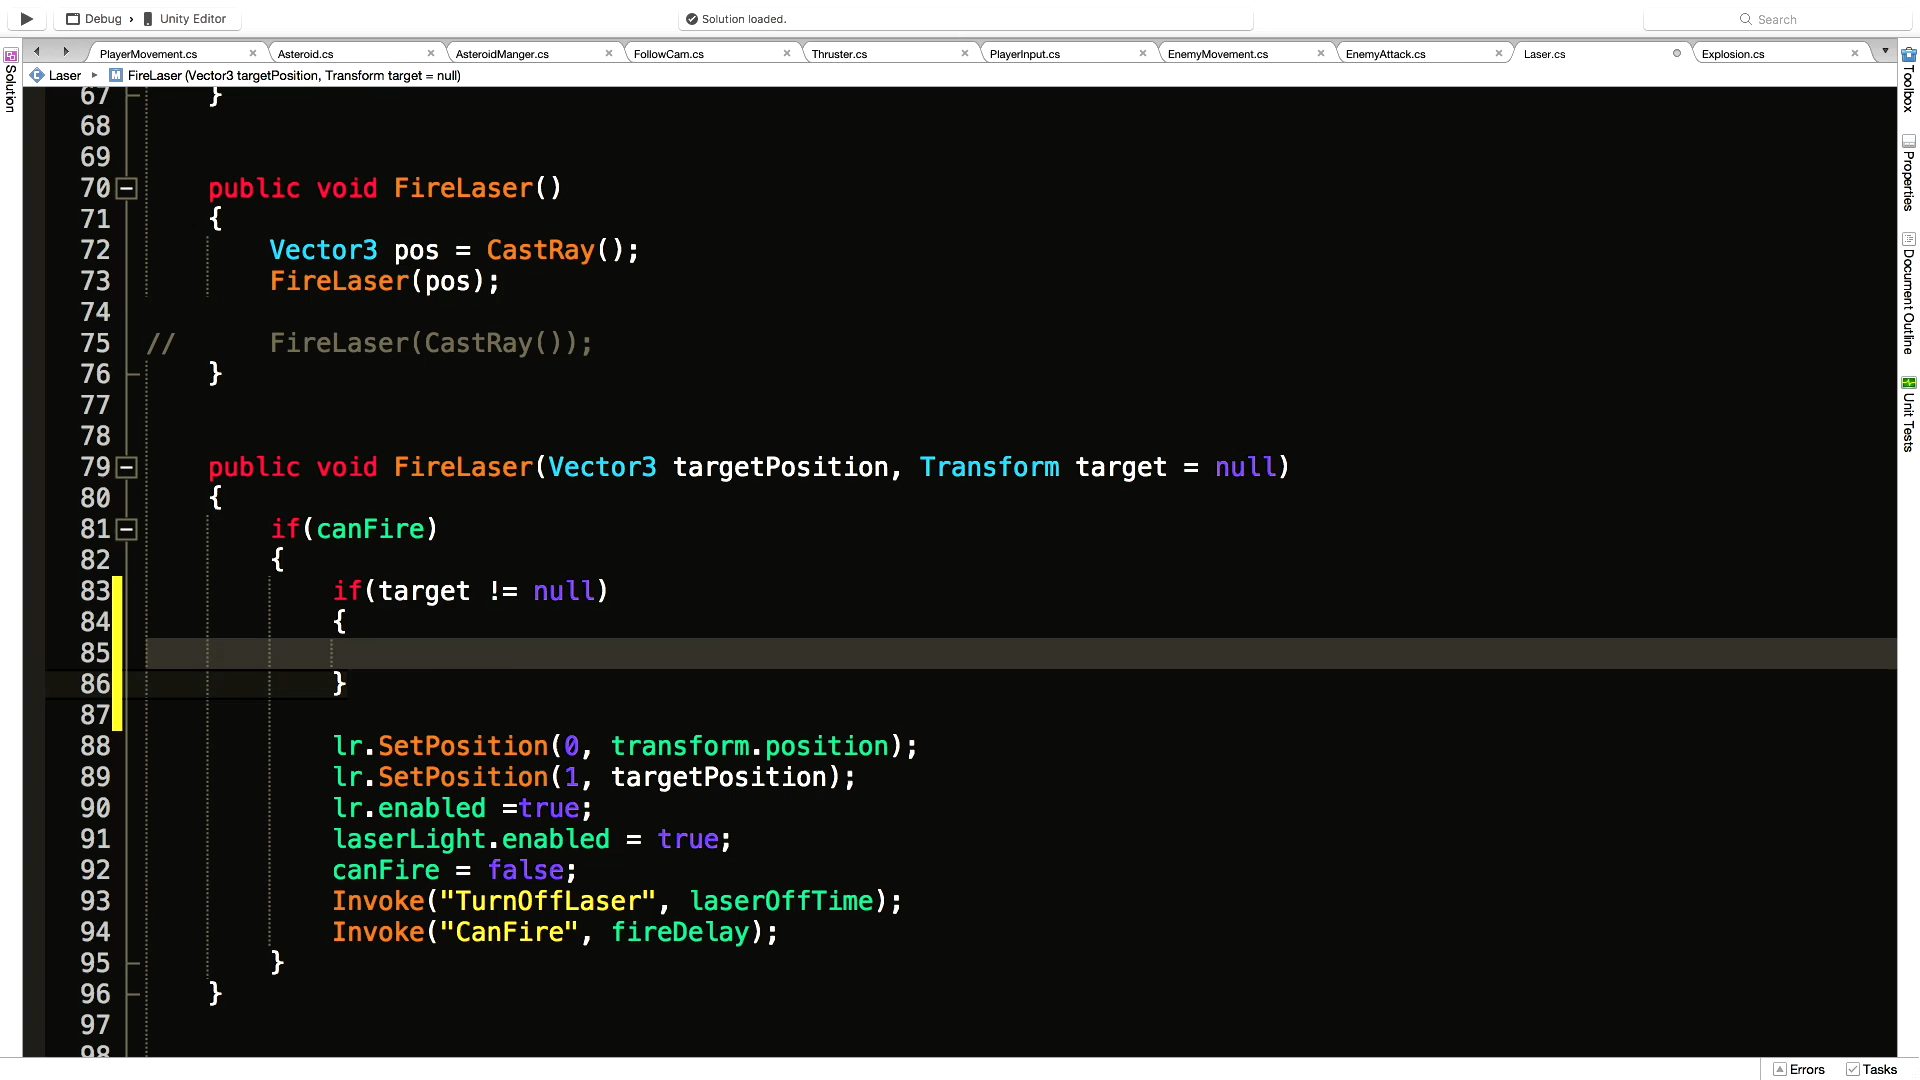 Debug › Unity Editor
Solution loaded.
Search
PlayerMovement.cs
Asteroid.cs
AsteroidManger.cs
FollowCam.cs
Thruster.cs
PlayerInput.cs
EnemyMovement.cs
EnemyAttack.cs
Laser.cs
Explosion.cs
Laser ▸ M FireLaser (Vector3 targetPosition, Transform target = null)
Solution
Toolbox
Properties
Document Outline
Unit Tests
67 }
68
69
70 public void FireLaser()
71 {
72 Vector3 pos = CastRay();
73 FireLaser(pos);
74
75 // FireLaser(CastRay());
76 }
77
78
79 public void FireLaser(Vector3 targetPosition, Transform target = null)
80 {
81 if(canFire)
82 {
83 if(target != null)
84 {
85
86 }
87
88 lr.SetPosition(0, transform.position);
89 lr.SetPosition(1, targetPosition);
90 lr.enabled =true;
91 laserLight.enabled = true;
92 canFire = false;
93 Invoke("TurnOffLaser", laserOffTime);
94 Invoke("CanFire", fireDelay);
95 }
96 }
97
98
Errors
Tasks